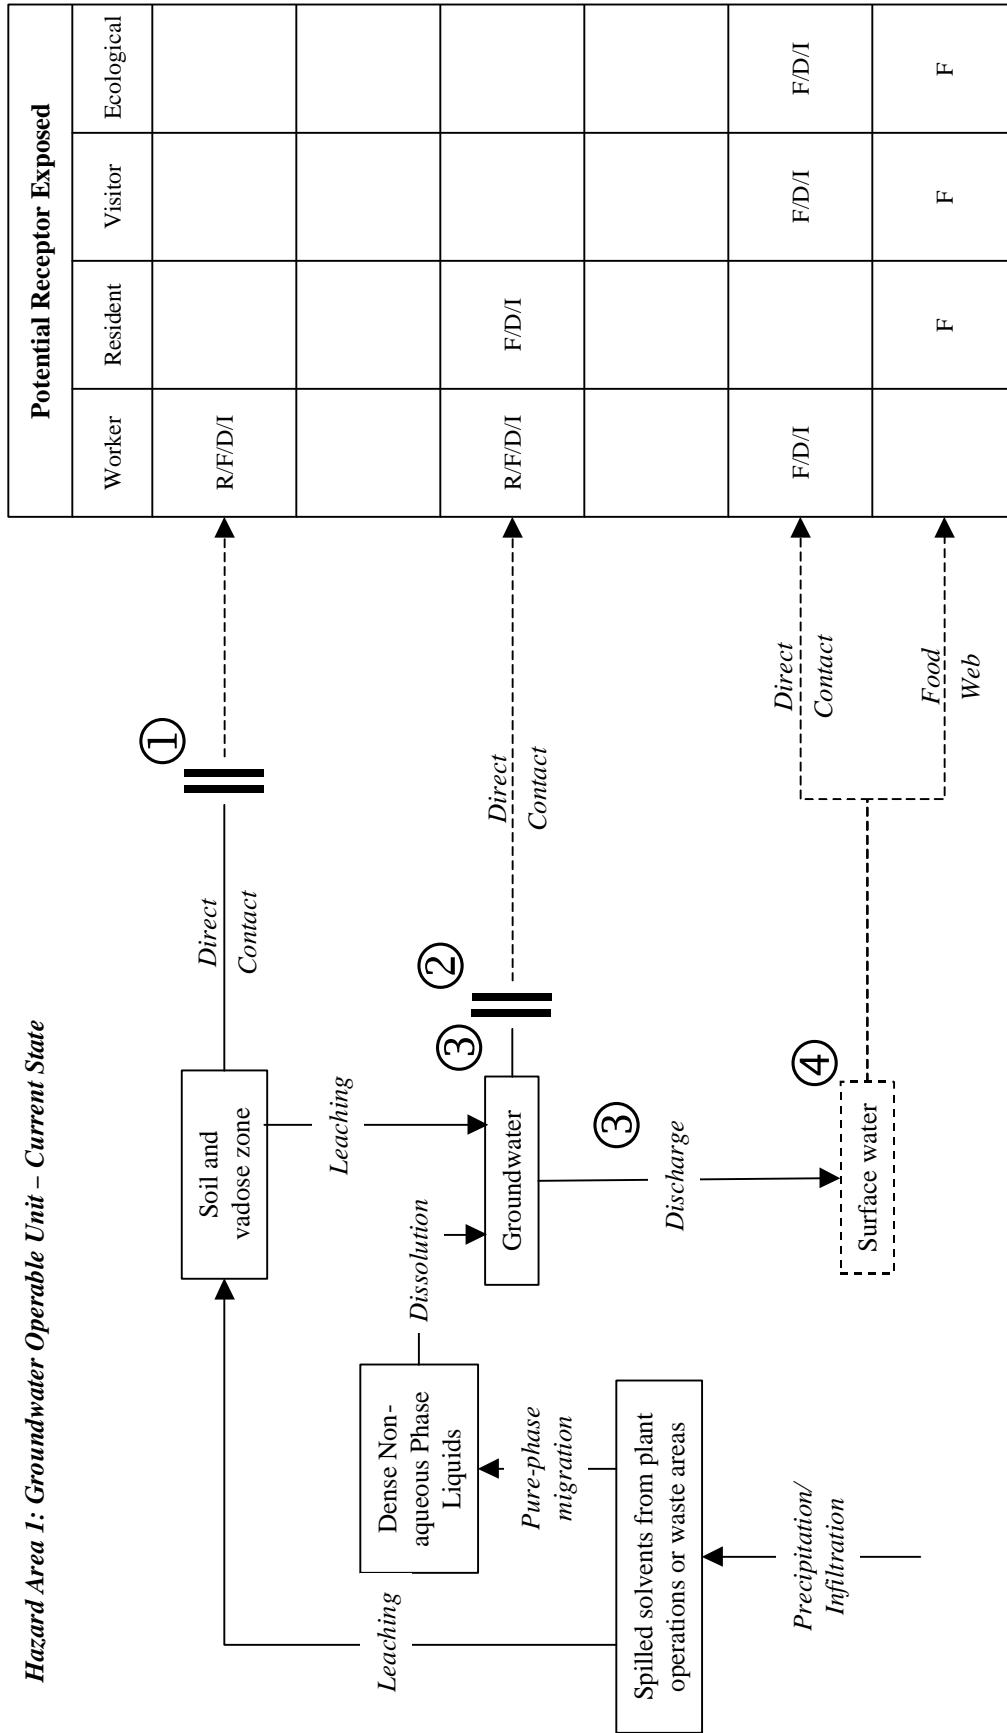 Hazard Area 1: Groundwater Operable Unit – Current State
Potential Receptor Exposed
Worker Resident Visitor Ecological
Soil and
vadose zone
Direct
Contact
①
R/F/D/I
Leaching
Leaching
Dense Non-
aqueous Phase
Liquids
Dissolution
Pure-phase
migration
Groundwater
③
②
Direct
Contact
R/F/D/I F/D/I
Spilled solvents from plant
operations or waste areas
Precipitation/
Infiltration
③
Discharge
Surface water
④
Direct
Contact
F/D/I F/D/I F/D/I
Food
Web
F F F